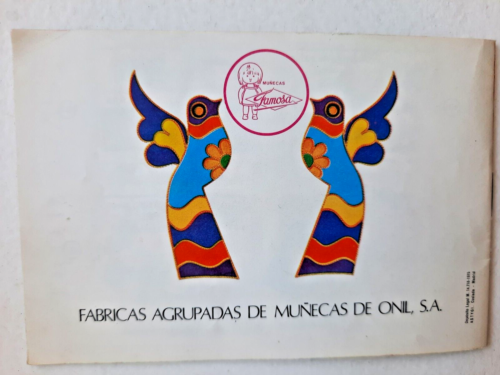 MUÑECAS
Famosa
FABRICAS AGRUPADAS DE MUÑECAS DE ONIL, S.A.